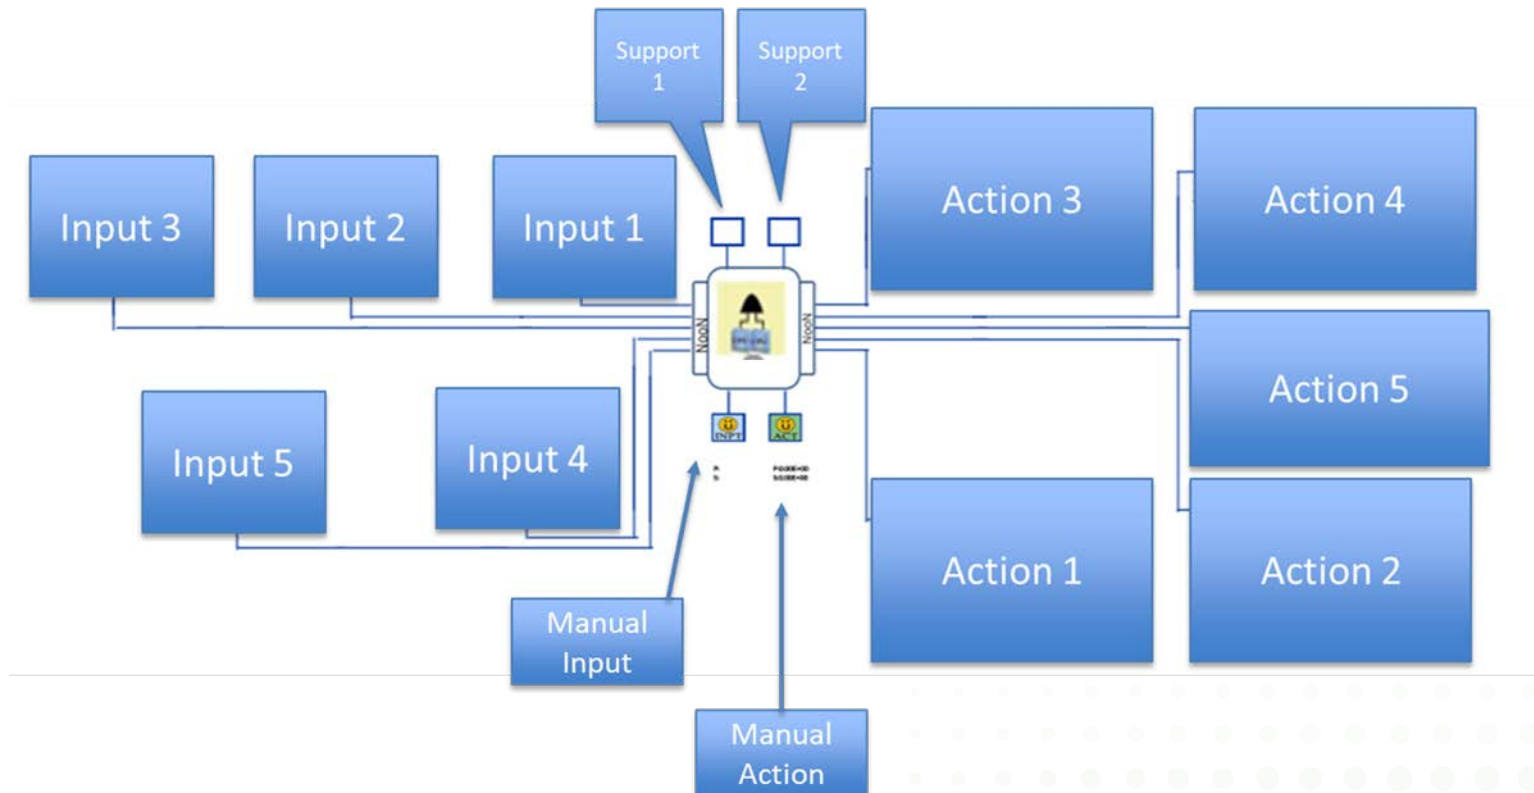 Support
1
Support
2
Input 3
Input 2
Input 1
Action 3
Action 4
NooN
NooN
Action 5
Input 5
Input 4
INPT
ACT
Action 1
Action 2
Manual
Input
Manual
Action